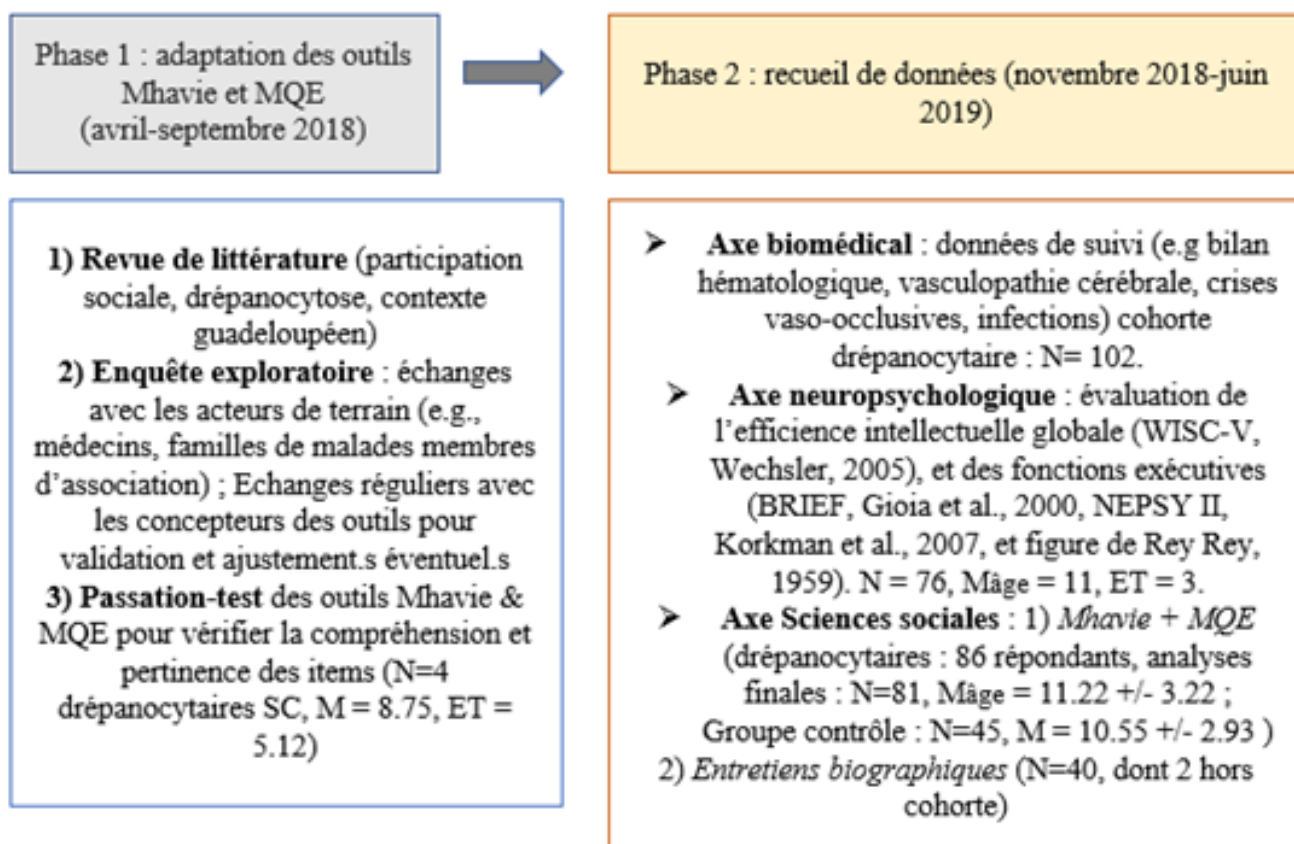 Phase 1 : adaptation des outils
Mhavie et MQE
(avril-septembre 2018)
Phase 2 : recueil de données (novembre 2018-juin
2019)
1) Revue de littérature (participation
sociale, drépanocytose, contexte
guadeloupéen)
2) Enquête exploratoire : échanges
avec les acteurs de terrain (e.g.,
médecins, familles de malades membres
d’association) ; Echanges réguliers avec
les concepteurs des outils pour
validation et ajustement.s éventuel.s
3) Passation-test des outils Mhavie &
MQE pour vérifier la compréhension et
pertinence des items (N=4
drépanocytaires SC, M = 8.75, ET =
5.12)
➢ Axe biomédical : données de suivi (e.g bilan
hématologique, vasculopathie cérébrale, crises
vaso-occlusives, infections) cohorte
drépanocytaire : N= 102.
➢ Axe neuropsychologique : évaluation de
l’efficience intellectuelle globale (WISC-V,
Wechsler, 2005), et des fonctions exécutives
(BRIEF, Gioia et al., 2000, NEPSY II,
Korkman et al., 2007, et figure de Rey Rey,
1959). N = 76, Mâge = 11, ET = 3.
➢ Axe Sciences sociales : 1) Mhavie + MQE
(drépanocytaires : 86 répondants, analyses
finales : N=81, Mâge = 11.22 +/- 3.22 ;
Groupe contrôle : N=45, M = 10.55 +/- 2.93 )
2) Entretiens biographiques (N=40, dont 2 hors
cohorte)